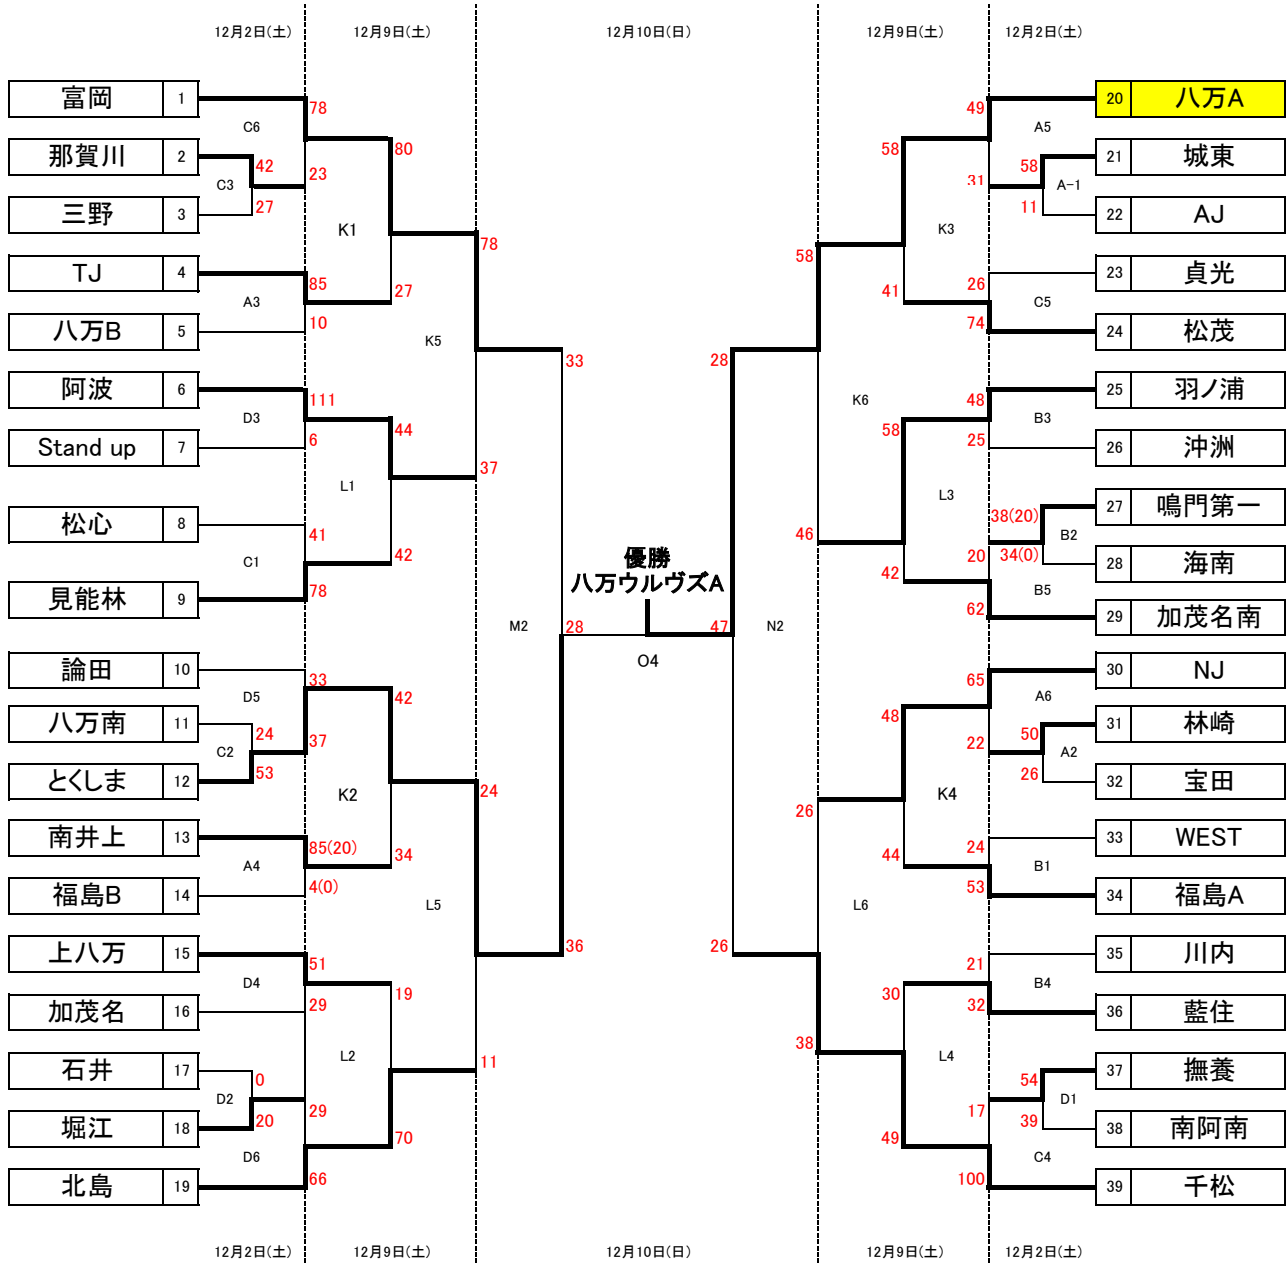 12月2日(土) 12月9日(土) 12月10日(日) 12月9日(土) 12月2日(土)
富岡 1 78 49 20 八万A
C6 A5
那賀川 2 42 80 58 58 21 城東
C3 23 31 A-1
三野 3 27 11 22 AJ
K1 K3
78 58
TJ 4 85 27 41 26 23 貞光
A3 C5
八万B 5 10 74 24 松茂
K5
33 28
阿波 6 111 K6 48 25 羽ノ浦
D3 B3
Stand up 7 6 44 58 25 26 沖洲
37
L1 L3
松心 8 41 38(20) 27 鳴門第一
46 B2
C1 42 優勝 42 20 34(0) 28 海南
八万ウルヴズA B5
見能林 9 78 62 29 加茂名南
M2 28 47 N2
O4
論田 10 33 65 30 NJ
D5 A6
八万南 11 24 42 48 50 31 林崎
C2 37 22 A2
とくしま 12 53 26 32 宝田
K2 24 26 K4
南井上 13 85(20) 34 44 24 33 WEST
A4 B1
福島B 14 4(0) 53 34 福島A
L5 L6
上八万 15 51 36 26 21 35 川内
D4 B4
加茂名 16 29 19 30 32 36 藍住
L2 11 38 L4
石井 17 0 54 37 撫養
D2 29 17 D1
堀江 18 20 70 49 39 38 南阿南
D6 C4
北島 19 66 100 39 千松
12月2日(土) 12月9日(土) 12月10日(日) 12月9日(土) 12月2日(土)